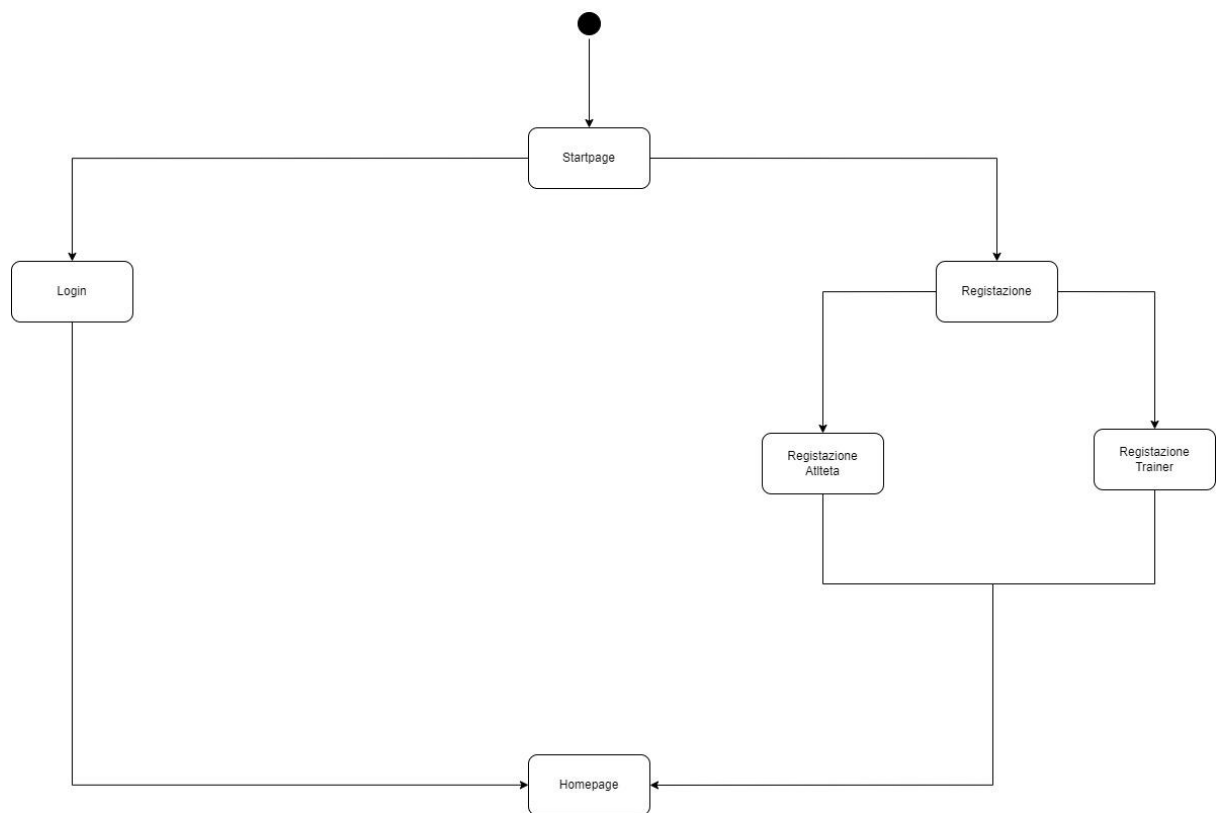 Startpage
Login
Registazione
Registazione
Atlteta
Registazione
Trainer
Homepage